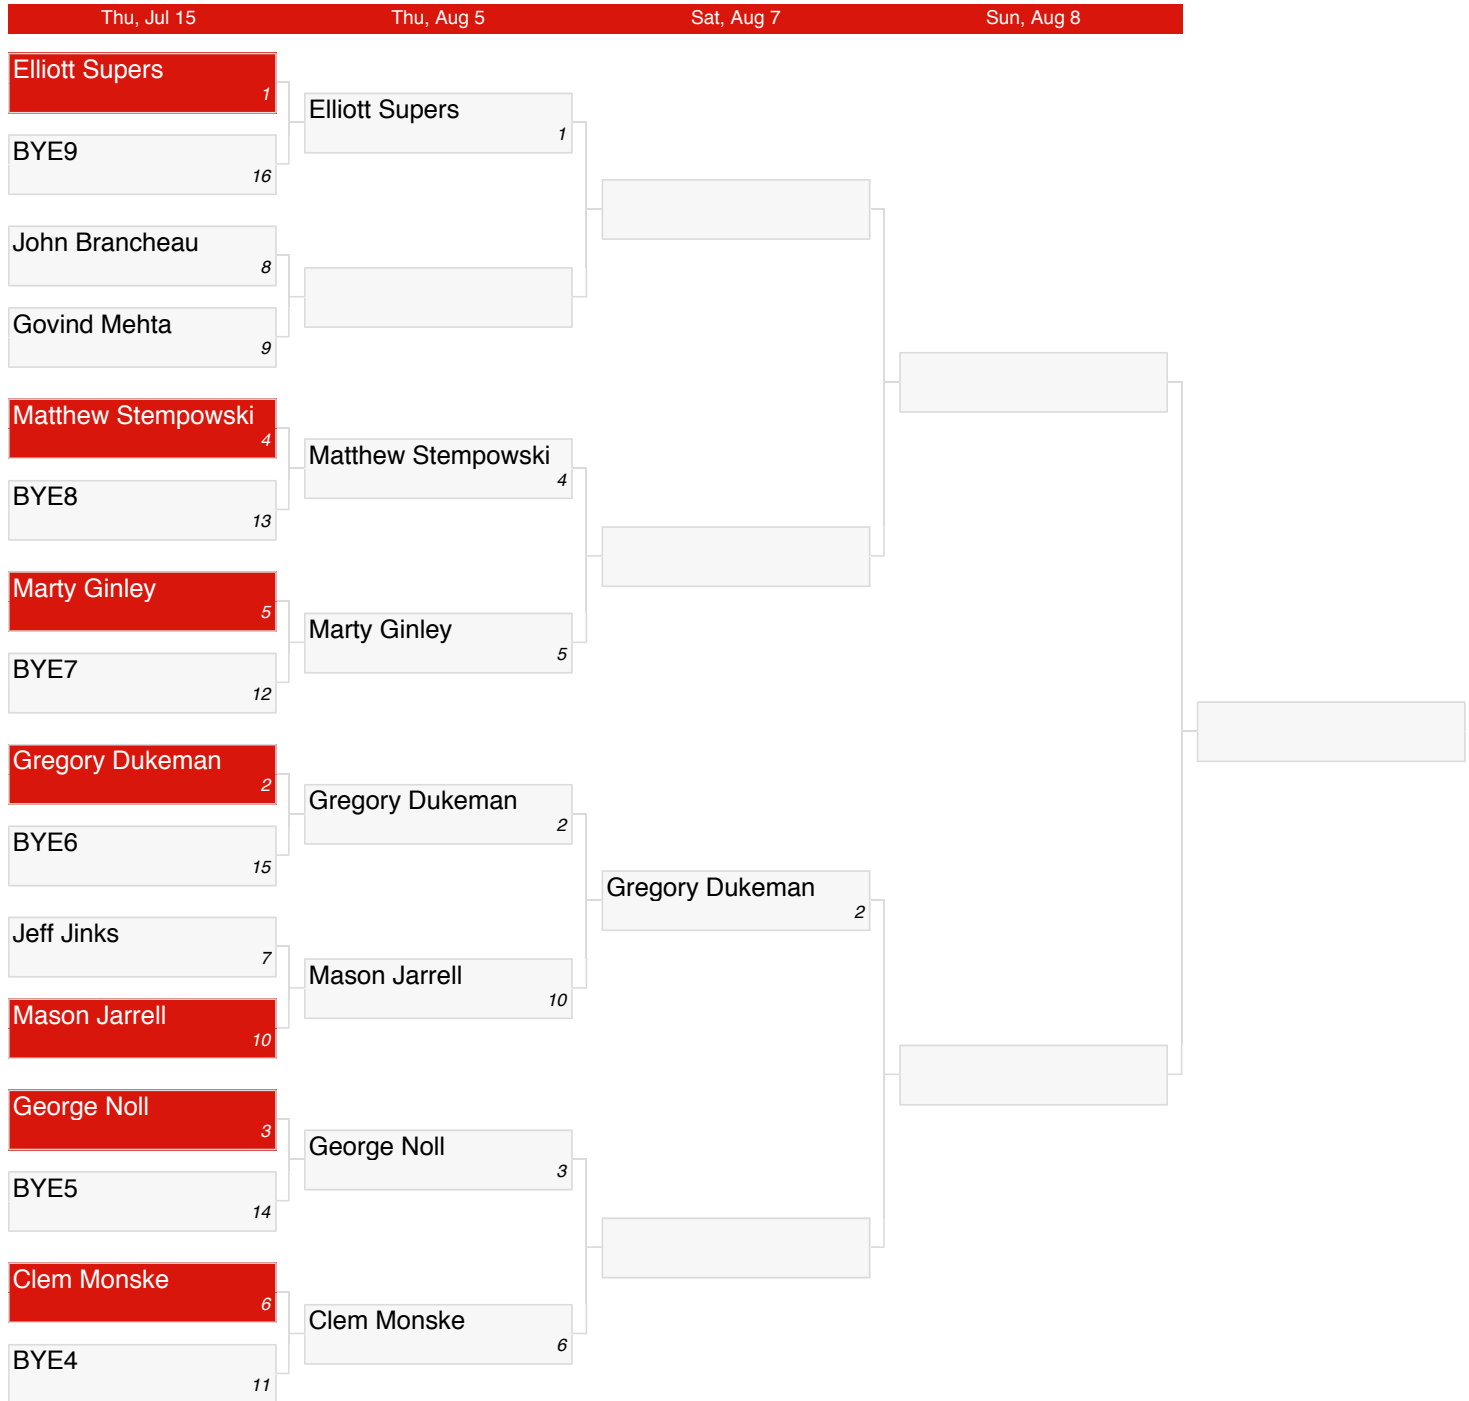 Thu, Jul 15
Thu, Aug 5
Sat, Aug 7
Sun, Aug 8
Elliott Supers
1
BYE9
16
John Brancheau
8
Govind Mehta
9
Matthew Stempowski
4
BYE8
13
Marty Ginley
5
BYE7
12
Gregory Dukeman
2
BYE6
15
Jeff Jinks
7
Mason Jarrell
10
George Noll
3
BYE5
14
Clem Monske
6
BYE4
11
Elliott Supers
1
Matthew Stempowski
4
Marty Ginley
5
Gregory Dukeman
2
Mason Jarrell
10
George Noll
3
Clem Monske
6
Gregory Dukeman
2